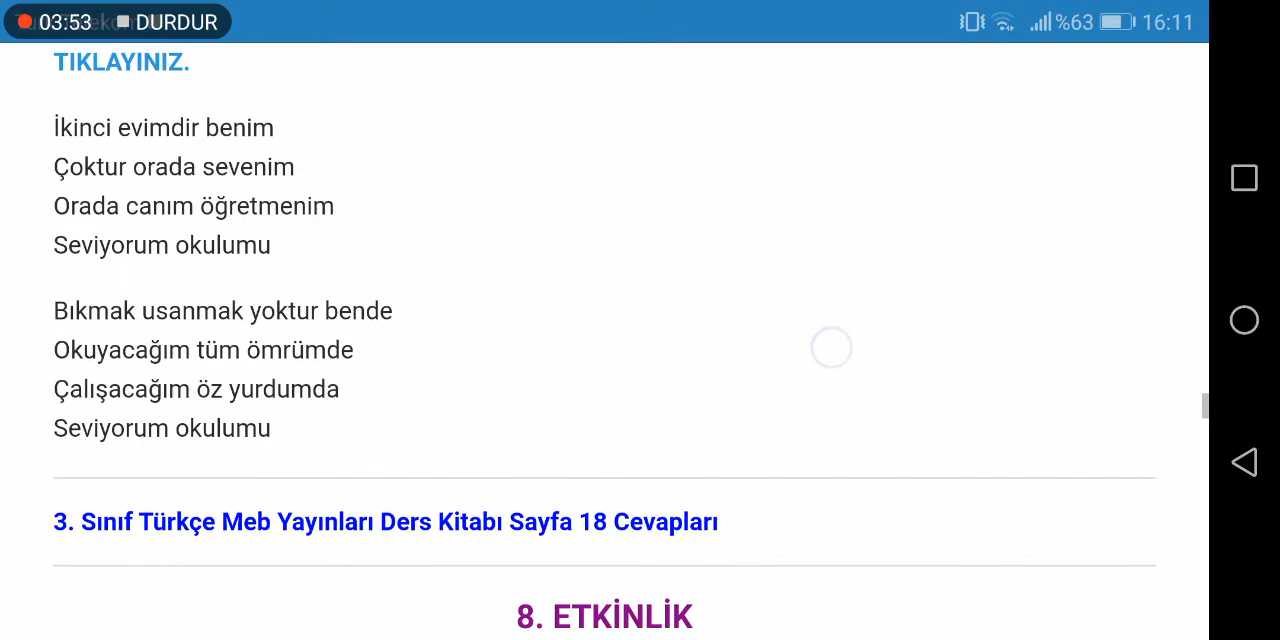 03:53 DURDUR
%63 16:11
TIKLAYINIZ.
İkinci evimdir benim
Çoktur orada sevenim
Orada canım öğretmenim
Seviyorum okulumu
Bıkmak usanmak yoktur bende
Okuyacağım tüm ömrümde
Çalışacağım öz yurdumda
Seviyorum okulumu
3. Sınıf Türkçe Meb Yayınları Ders Kitabı Sayfa 18 Cevapları
8. ETKİNLİK